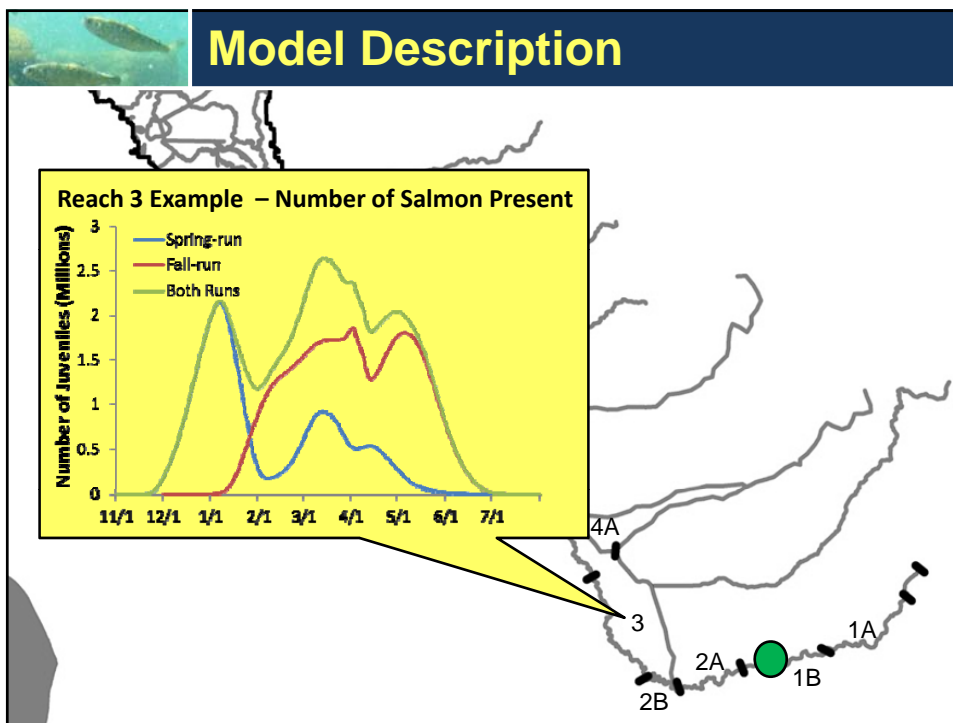 Model Description
Reach 3 Example – Number of Salmon Present
Number of Juveniles (Millions)
3
2.5
2
1.5
1
0.5
0
Spring-run
Fall-run
Both Runs
11/1 12/1 1/1 2/1 3/1 4/1 5/1 6/1 7/1
4A
3
1A
2A
1B
2B